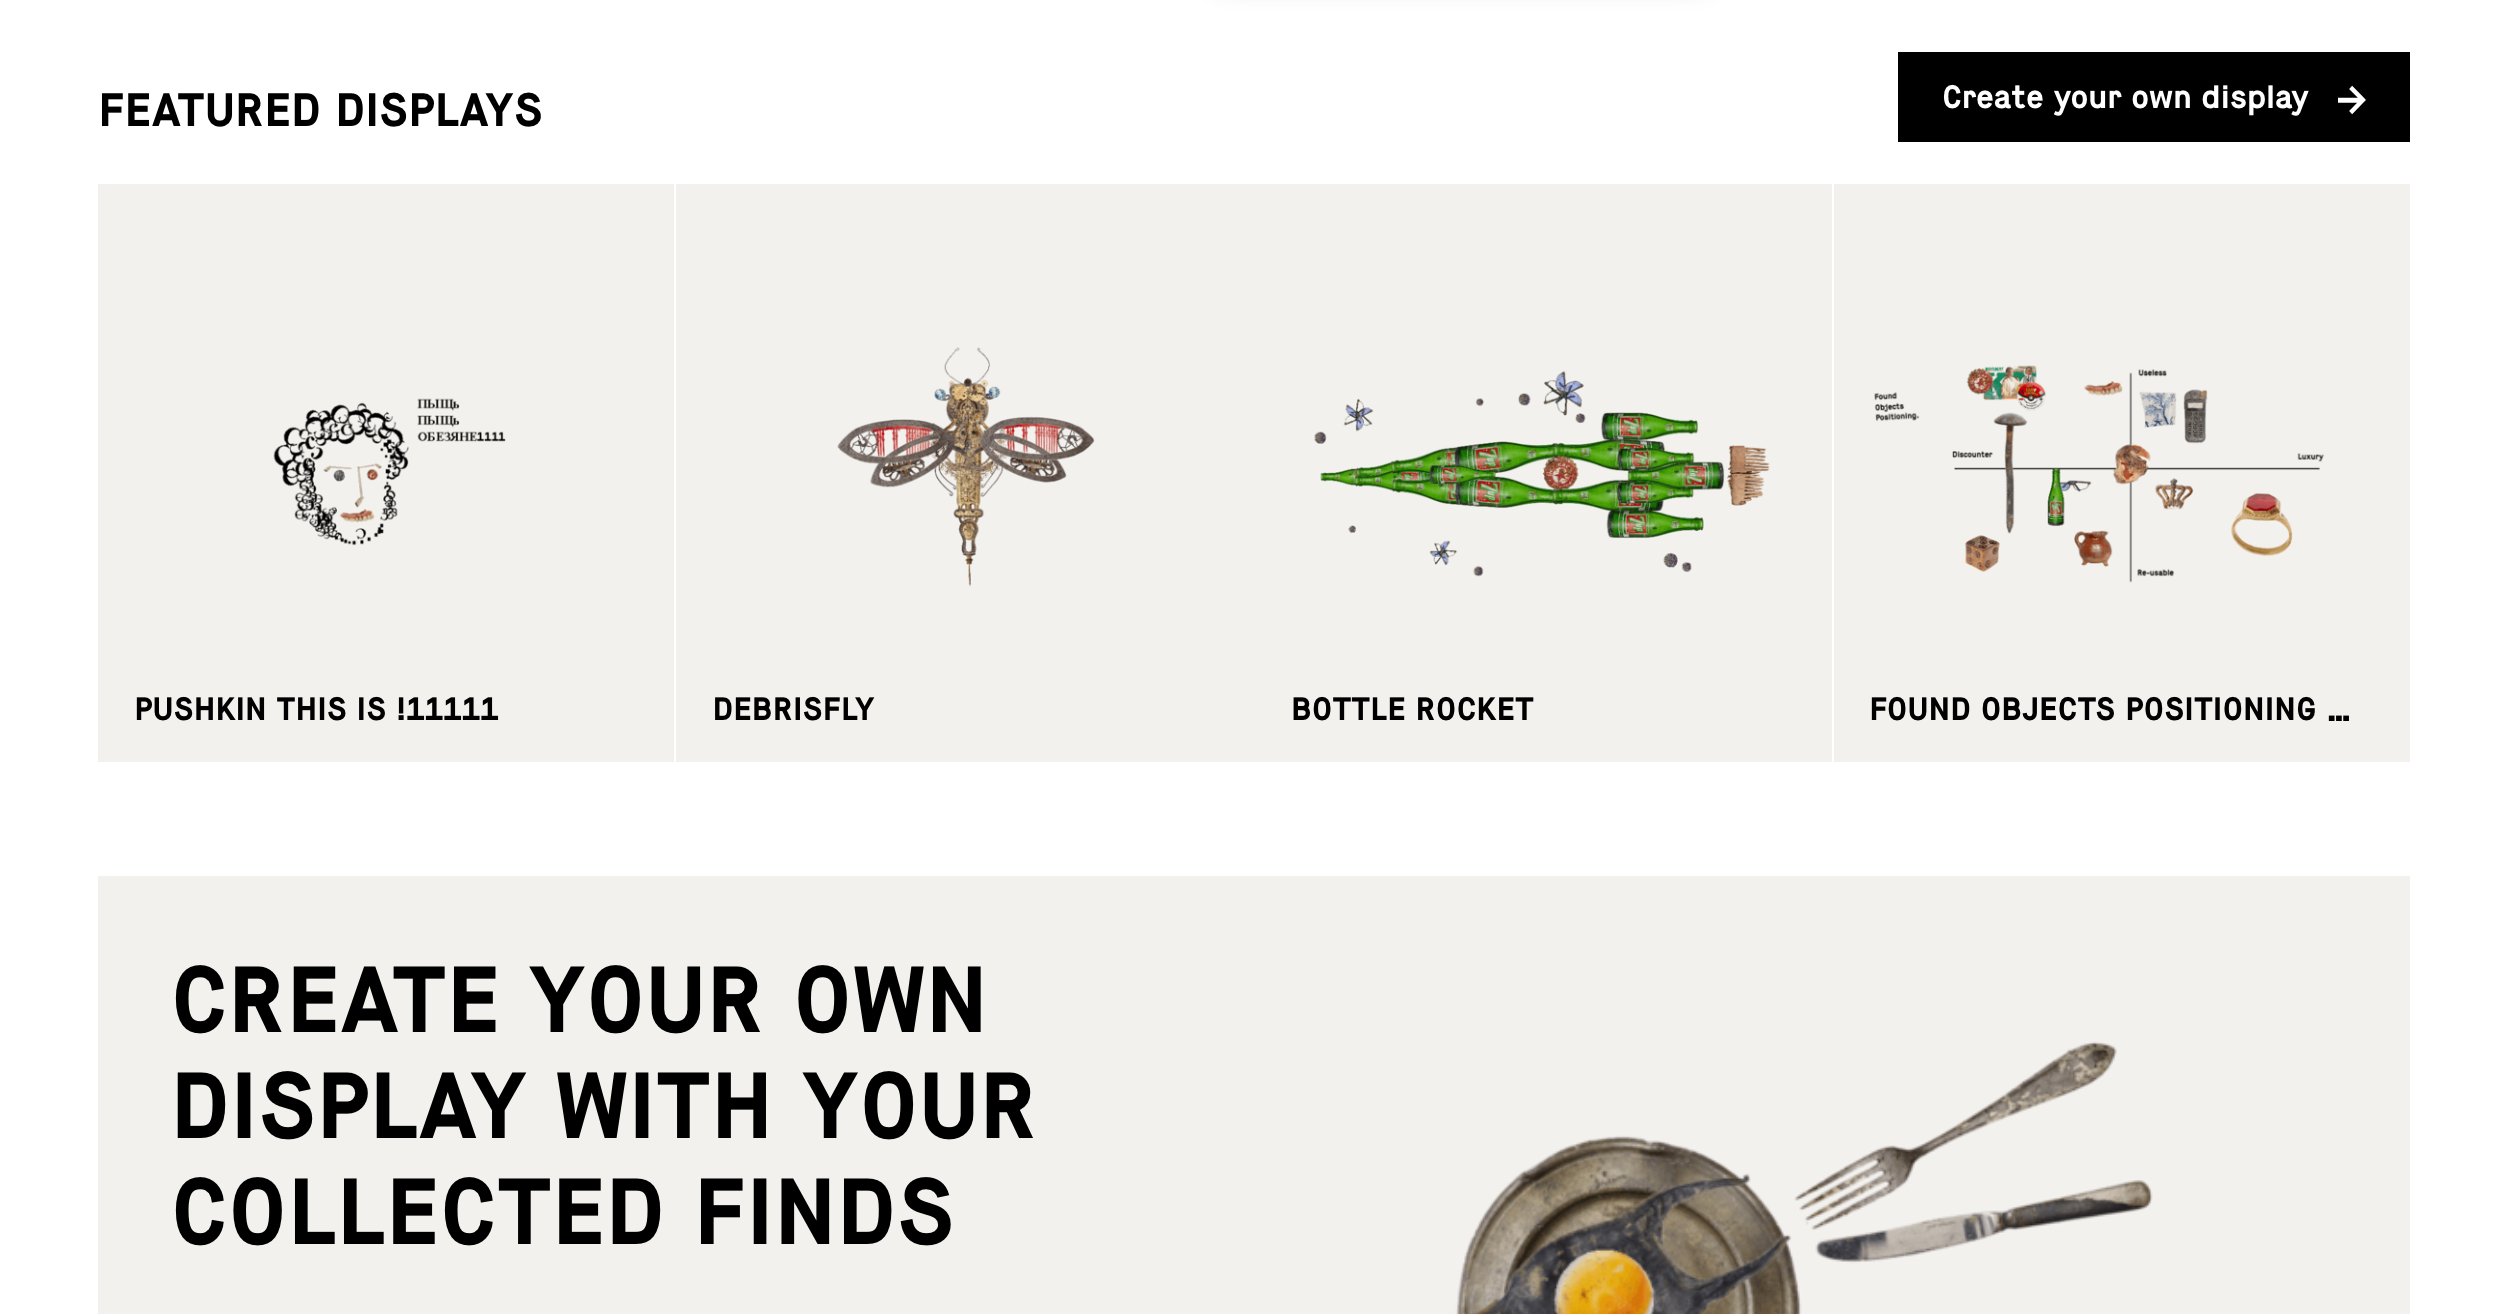 FEATURED DISPLAYS
Create your own display →
ПЫЩЬ
ПЫЩЬ
ОБЕЗЯНЕ1111
PUSHKIN THIS IS !11111
DEBRISFLY
BOTTLE ROCKET
Found
Objects
Positioning.
Useless
Discounter
Luxury
Re-usable
FOUND OBJECTS POSITIONING ...
CREATE YOUR OWN
DISPLAY WITH YOUR
COLLECTED FINDS